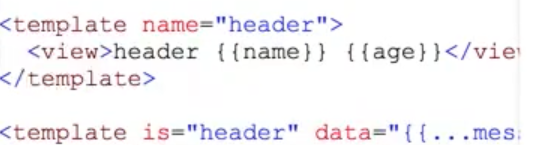 <template name="header">
  <view>header {{name}} {{age}}</vie
</template>
<template is="header" data="{{...mes